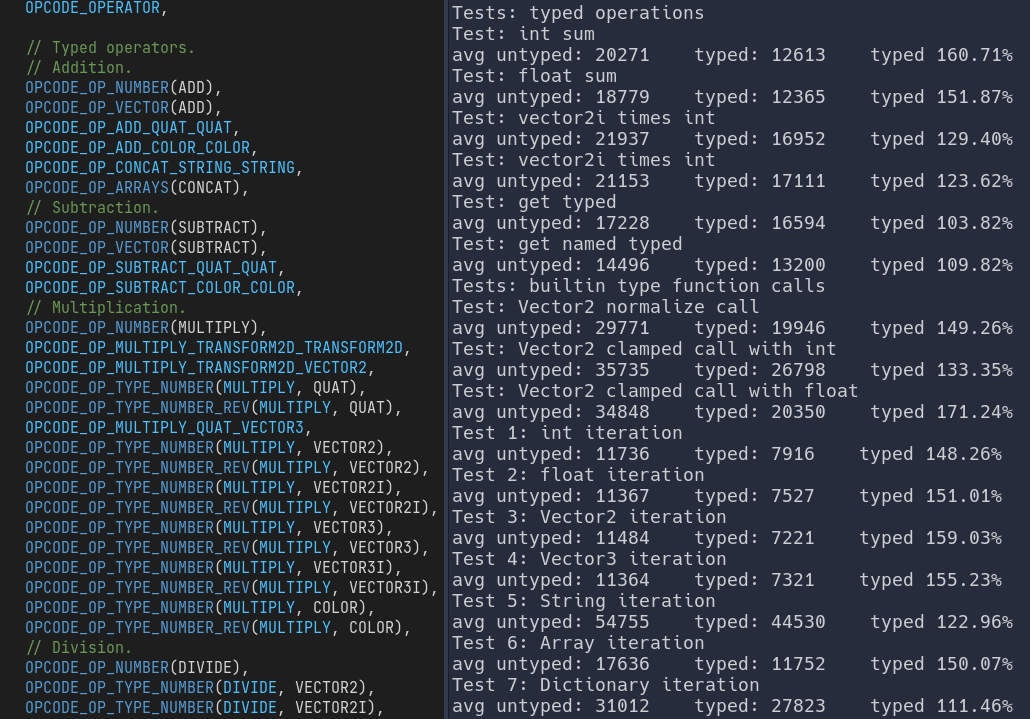 OPCODE_OPERATOR,
// Typed operators.
// Addition.
OPCODE_OP_NUMBER(ADD),
OPCODE_OP_VECTOR(ADD),
OPCODE_OP_ADD_QUAT_QUAT,
OPCODE_OP_ADD_COLOR_COLOR,
OPCODE_OP_CONCAT_STRING_STRING,
OPCODE_OP_ARRAYS(CONCAT),
// Subtraction.
OPCODE_OP_NUMBER(SUBTRACT),
OPCODE_OP_VECTOR(SUBTRACT),
OPCODE_OP_SUBTRACT_QUAT_QUAT,
OPCODE_OP_SUBTRACT_COLOR_COLOR,
// Multiplication.
OPCODE_OP_NUMBER(MULTIPLY),
OPCODE_OP_MULTIPLY_TRANSFORM2D_TRANSFORM2D,
OPCODE_OP_MULTIPLY_TRANSFORM2D_VECTOR2,
OPCODE_OP_TYPE_NUMBER(MULTIPLY, QUAT),
OPCODE_OP_TYPE_NUMBER_REV(MULTIPLY, QUAT),
OPCODE_OP_MULTIPLY_QUAT_VECTOR3,
OPCODE_OP_TYPE_NUMBER(MULTIPLY, VECTOR2),
OPCODE_OP_TYPE_NUMBER_REV(MULTIPLY, VECTOR2),
OPCODE_OP_TYPE_NUMBER(MULTIPLY, VECTOR2I),
OPCODE_OP_TYPE_NUMBER_REV(MULTIPLY, VECTOR2I),
OPCODE_OP_TYPE_NUMBER(MULTIPLY, VECTOR3),
OPCODE_OP_TYPE_NUMBER_REV(MULTIPLY, VECTOR3),
OPCODE_OP_TYPE_NUMBER(MULTIPLY, VECTOR3I),
OPCODE_OP_TYPE_NUMBER_REV(MULTIPLY, VECTOR3I),
OPCODE_OP_TYPE_NUMBER(MULTIPLY, COLOR),
OPCODE_OP_TYPE_NUMBER_REV(MULTIPLY, COLOR),
// Division.
OPCODE_OP_NUMBER(DIVIDE),
OPCODE_OP_TYPE_NUMBER(DIVIDE, VECTOR2),
OPCODE_OP_TYPE_NUMBER(DIVIDE, VECTOR2I),
Tests: typed operations
Test: int sum
avg untyped: 20271    typed: 12613    typed 160.71%
Test: float sum
avg untyped: 18779    typed: 12365    typed 151.87%
Test: vector2i times int
avg untyped: 21937    typed: 16952    typed 129.40%
Test: vector2i times int
avg untyped: 21153    typed: 17111    typed 123.62%
Test: get typed
avg untyped: 17228    typed: 16594    typed 103.82%
Test: get named typed
avg untyped: 14496    typed: 13200    typed 109.82%
Tests: builtin type function calls
Test: Vector2 normalize call
avg untyped: 29771    typed: 19946    typed 149.26%
Test: Vector2 clamped call with int
avg untyped: 35735    typed: 26798    typed 133.35%
Test: Vector2 clamped call with float
avg untyped: 34848    typed: 20350    typed 171.24%
Test 1: int iteration
avg untyped: 11736    typed: 7916    typed 148.26%
Test 2: float iteration
avg untyped: 11367    typed: 7527    typed 151.01%
Test 3: Vector2 iteration
avg untyped: 11484    typed: 7221    typed 159.03%
Test 4: Vector3 iteration
avg untyped: 11364    typed: 7321    typed 155.23%
Test 5: String iteration
avg untyped: 54755    typed: 44530    typed 122.96%
Test 6: Array iteration
avg untyped: 17636    typed: 11752    typed 150.07%
Test 7: Dictionary iteration
avg untyped: 31012    typed: 27823    typed 111.46%